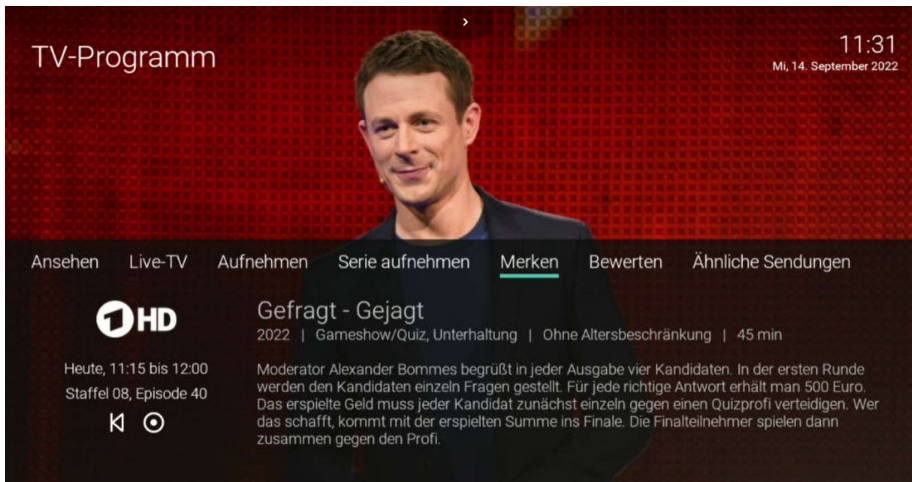 TV-Programm
11:31
Mi, 14. September 2022
Ansehen Live-TV Aufnehmen Serie aufnehmen Merken Bewerten Ähnliche Sendungen
1 HD
Gefragt - Gejagt
2022 | Gameshow/Quiz, Unterhaltung | Ohne Altersbeschränkung | 45 min
Heute, 11:15 bis 12:00
Staffel 08, Episode 40
Moderator Alexander Bommes begrüßt in jeder Ausgabe vier Kandidaten. In der ersten Runde
werden den Kandidaten einzeln Fragen gestellt. Für jede richtige Antwort erhält man 500 Euro.
Das erspielte Geld muss jeder Kandidat zunächst einzeln gegen einen Quizprofi verteidigen. Wer
das schafft, kommt mit der erspielten Summe ins Finale. Die Finalteilnehmer spielen dann
zusammen gegen den Profi.